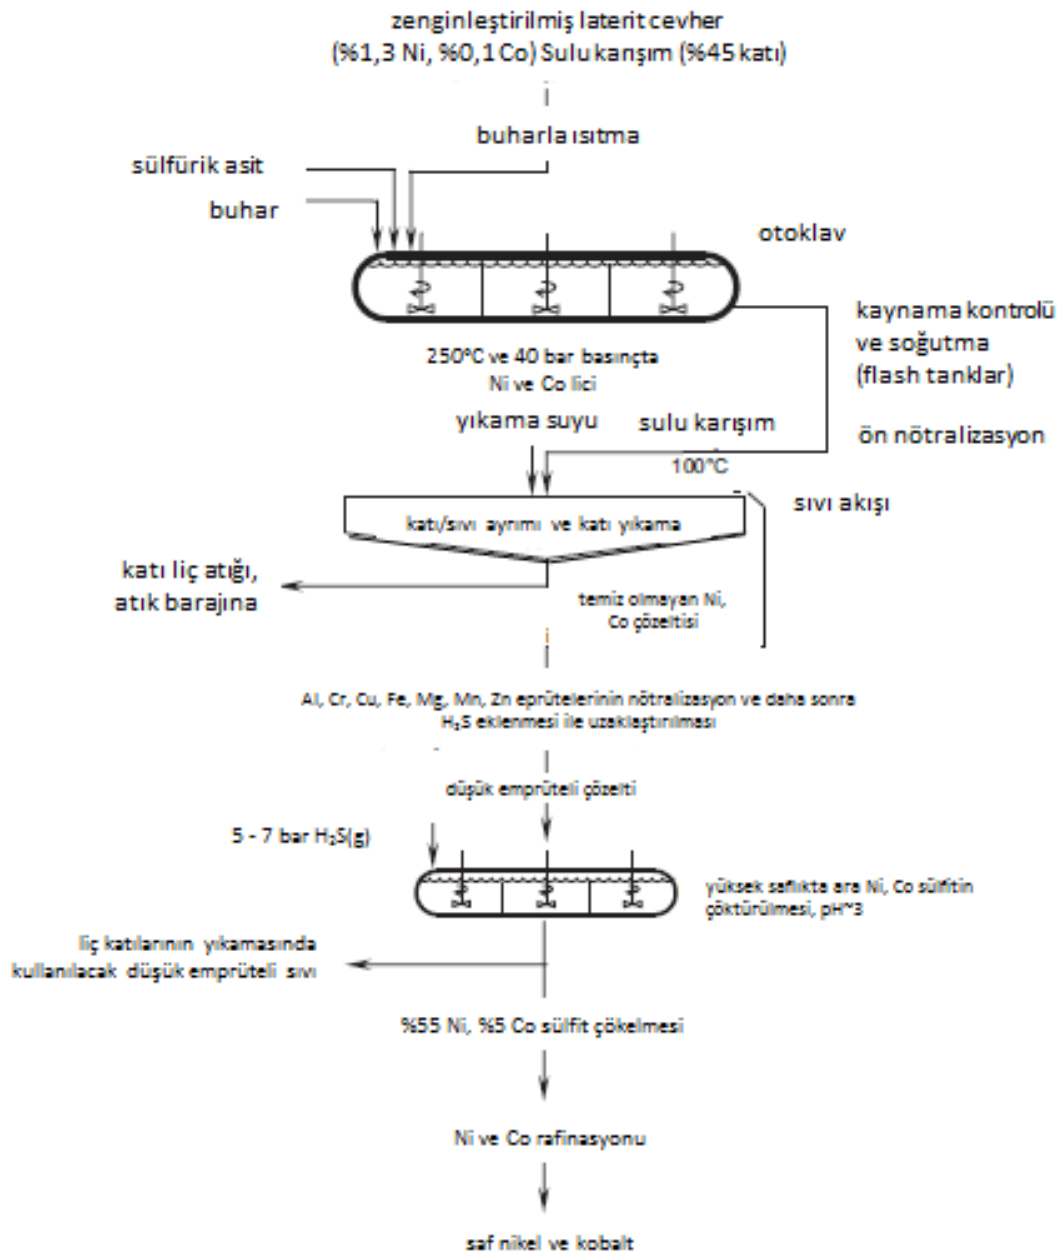 zenginleştirilmiş laterit cevher
(%1,3 Ni, %0,1 Co) Sulu karışım (%45 katı)
buharla ısıtma
sülfürik asit
buhar
otoklav
kaynama kontrolü
ve soğutma
(flash tanklar)
250°C ve 40 bar basınçta
Ni ve Co lici
yıkama suyu
sulu karışım
ön nötralizasyon
100°C
sıvı akışı
katı/sıvı ayrımı ve katı yıkama
katı liç atığı,
atık barajına
temiz olmayan Ni,
Co çözeltisi
Al, Cr, Cu, Fe, Mg, Mn, Zn eprütelerinin nötralizasyon ve daha sonra
H₂S eklenmesi ile uzaklaştırılması
düşük emprüteli çözelti
5 - 7 bar H₂S(g)
yüksek saflıkta ara Ni, Co sülfitin
çöktürülmesi, pH~3
liç katılarının yıkamasında
kullanılacak düşük emprüteli sıvı
%55 Ni, %5 Co sülfit çökelmesi
Ni ve Co rafinasyonu
saf nikel ve kobalt